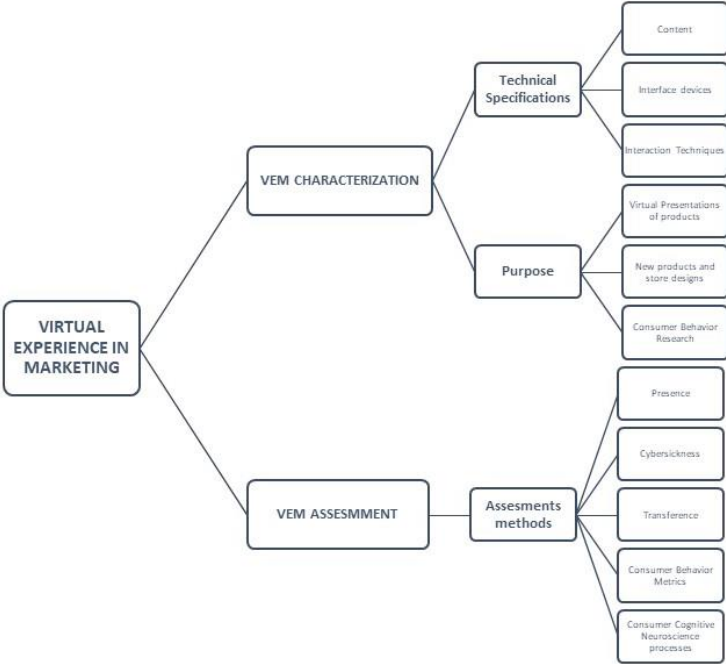 VIRTUAL
EXPERIENCE IN
MARKETING
VEM CHARACTERIZATION
Technical
Specifications
Content
Interface devices
Interaction Techniques
Purpose
Virtual Presentations
of products
New products and
store designs
Consumer Behavior
Research
VEM ASSESMMENT
Assesments
methods
Presence
Cybersickness
Transference
Consumer Behavior
Metrics
Consumer Cognitive
Neuroscience
processes